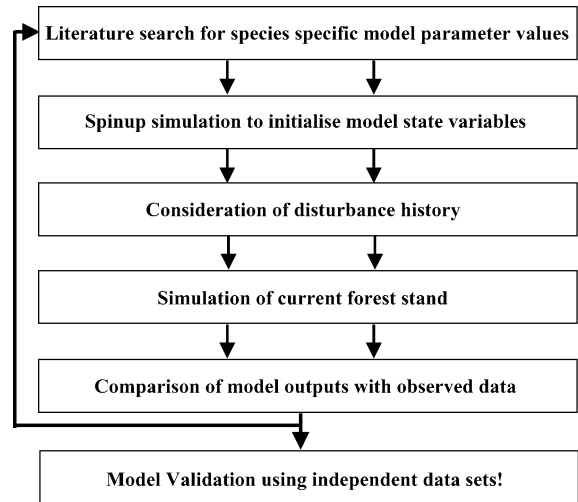 Literature search for species specific model parameter values
Spinup simulation to initialise model state variables
Consideration of disturbance history
Simulation of current forest stand
Comparison of model outputs with observed data
Model Validation using independent data sets!